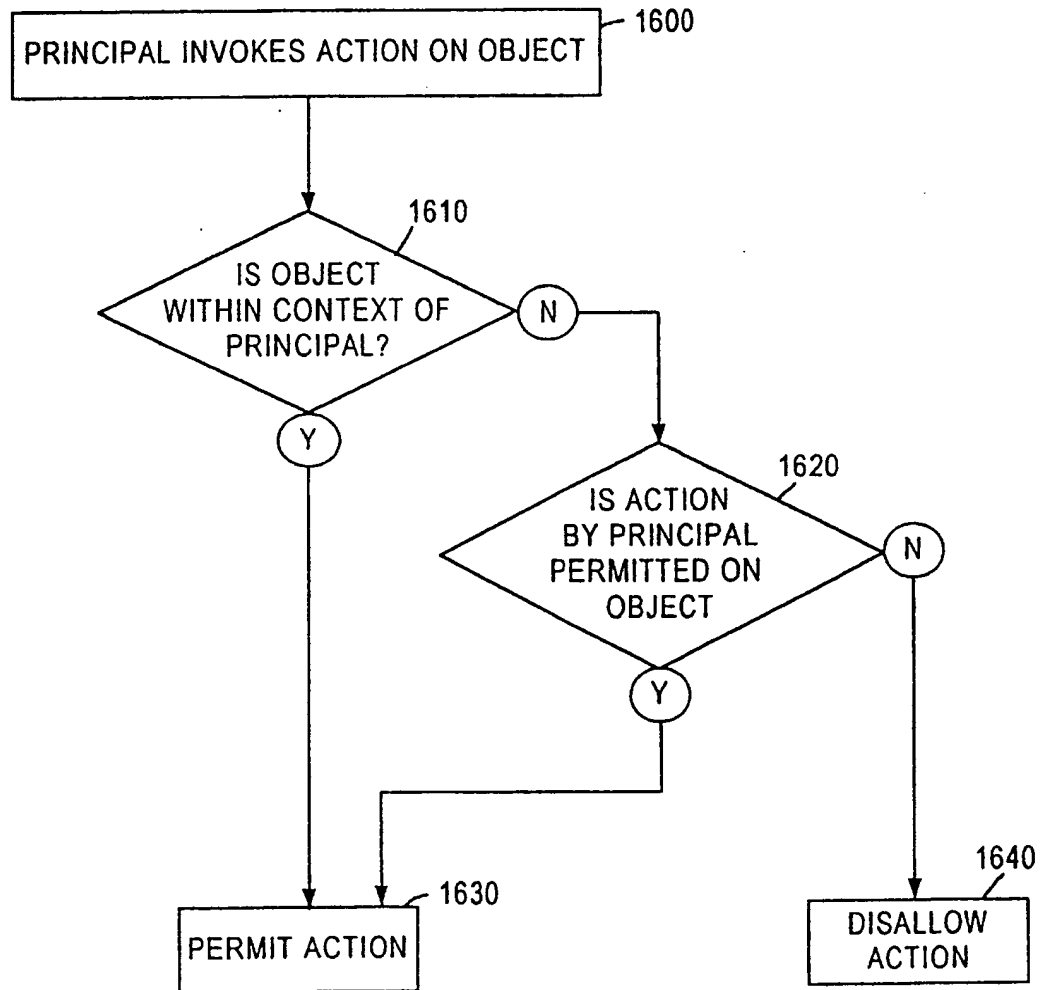 1600
PRINCIPAL INVOKES ACTION ON OBJECT
1610
IS OBJECT
WITHIN CONTEXT OF
PRINCIPAL?
N
Y
1620
IS ACTION
BY PRINCIPAL
PERMITTED ON
OBJECT
N
Y
1630
PERMIT ACTION
1640
DISALLOW
ACTION